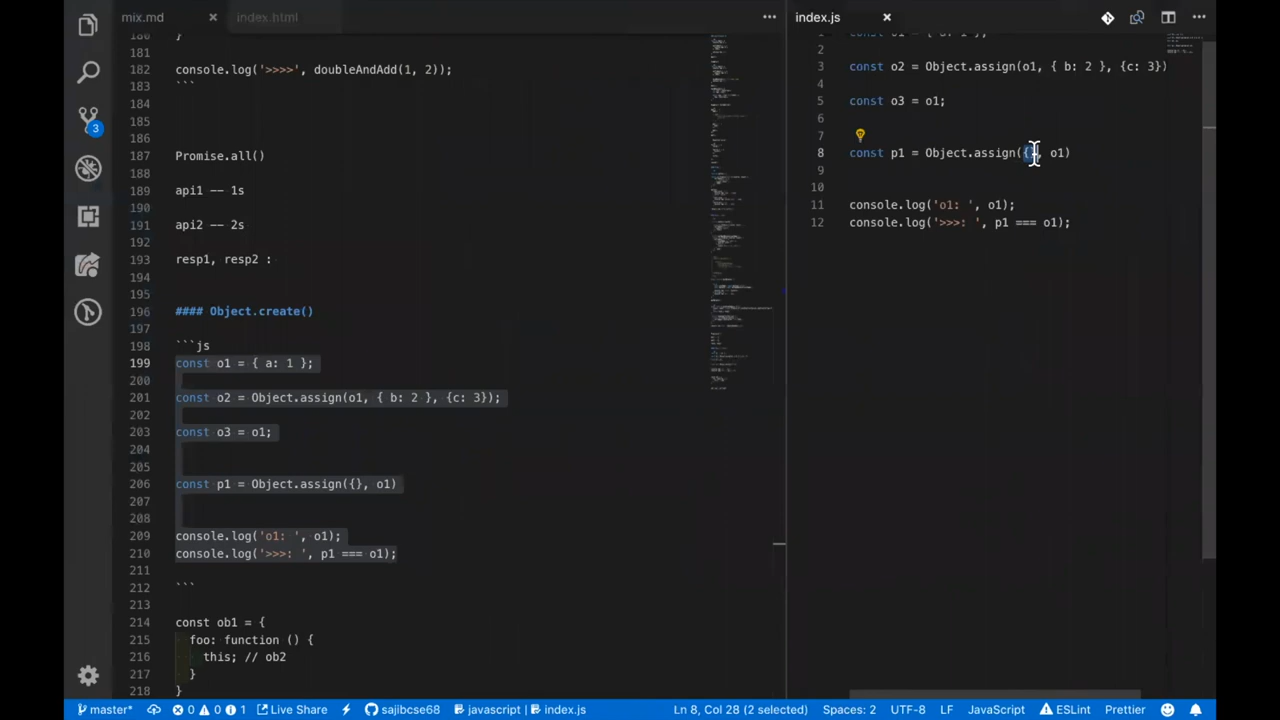 mix.md
index.html
index.js
180 }
181
182 console.log('>>>>', doubleAndAdd(1, 2));
183 ```
184
185
186
187 Promise.all()
188
189 api1 -- 1s
190
191 api2 -- 2s
192
193 resp1, resp2 :
194
195
196 #### Object.create()
197
198 ```js
199 const o1 = { a: 1 };
200
201 const o2 = Object.assign(o1, { b: 2 }, {c: 3});
202
203 const o3 = o1;
204
205
206 const p1 = Object.assign({}, o1)
207
208
209 console.log('o1: ', o1);
210 console.log('>>>: ', p1 === o1);
211
212 ```
213
214 const ob1 = {
215 foo: function () {
216 this; // ob2
217 }
218 }
1 const o1 = { a: 1 };
2
3 const o2 = Object.assign(o1, { b: 2 }, {c: 3})
4
5 const o3 = o1;
6
7
8 const p1 = Object.assign({}, o1)
9
10
11 console.log('o1: ', o1);
12 console.log('>>>: ', p1 === o1);
3
master* 0 0 1 Live Share sajibcse68 javascript index.js Ln 8, Col 28 (2 selected) Spaces: 2 UTF-8 LF JavaScript ESLint Prettier